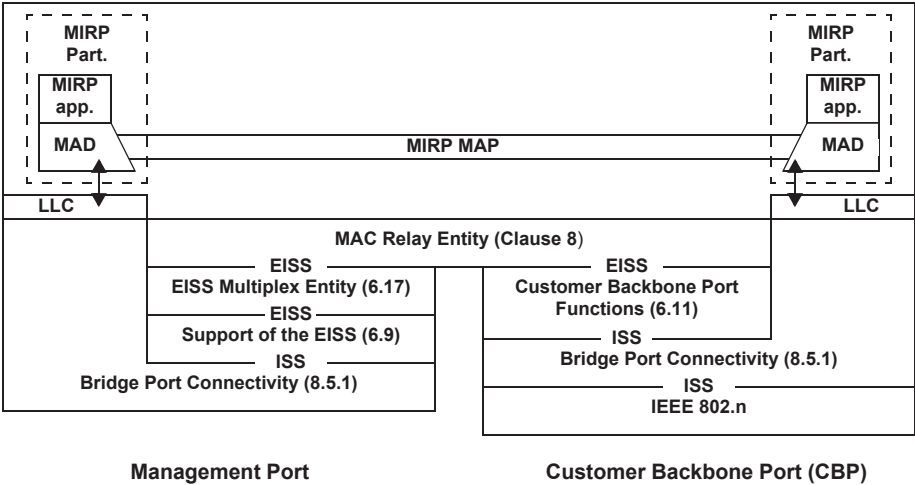 MIRP
Part.
MIRP
app.
MAD
MIRP
Part.
MIRP
app.
MAD
MIRP MAP
LLC
LLC
MAC Relay Entity (Clause 8)
EISS
EISS Multiplex Entity (6.17)
EISS
Support of the EISS (6.9)
ISS
Bridge Port Connectivity (8.5.1)
EISS
Customer Backbone Port
Functions (6.11)
ISS
Bridge Port Connectivity (8.5.1)
ISS
IEEE 802.n
Management Port
Customer Backbone Port (CBP)